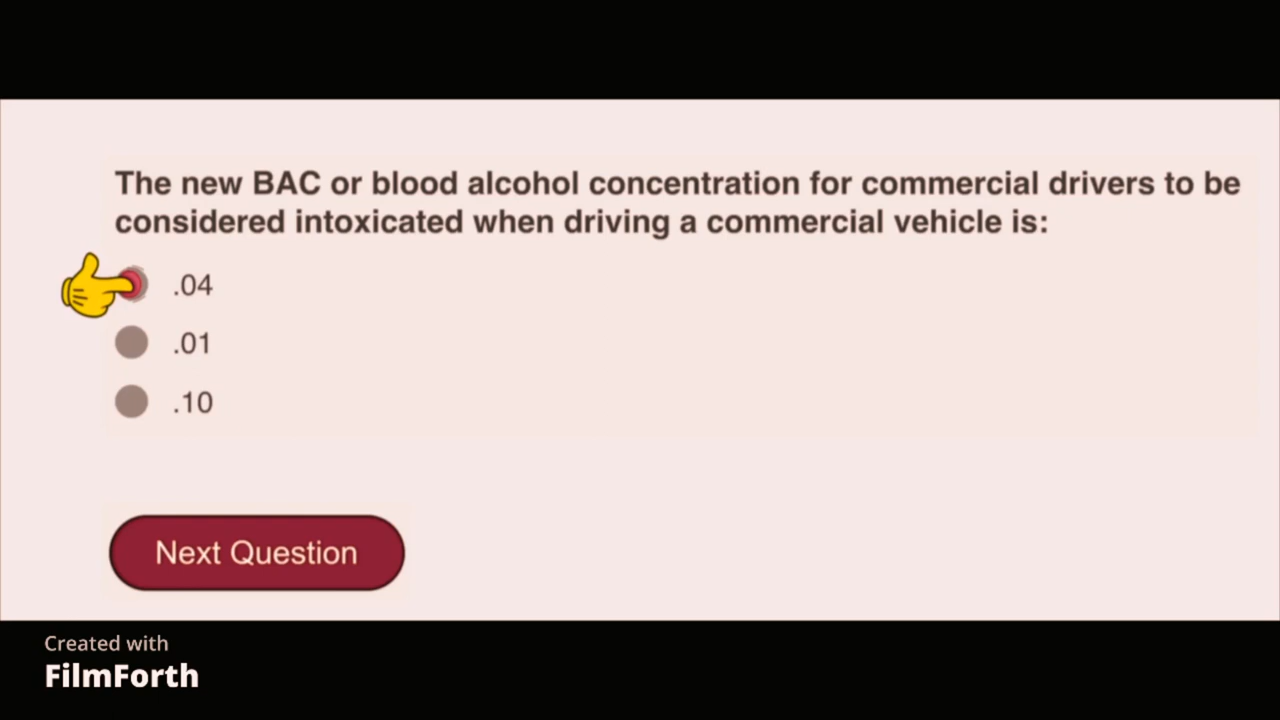 The new BAC or blood alcohol concentration for commercial drivers to be
considered intoxicated when driving a commercial vehicle is:
.04
.01
.10
Next Question
Created with
FilmForth